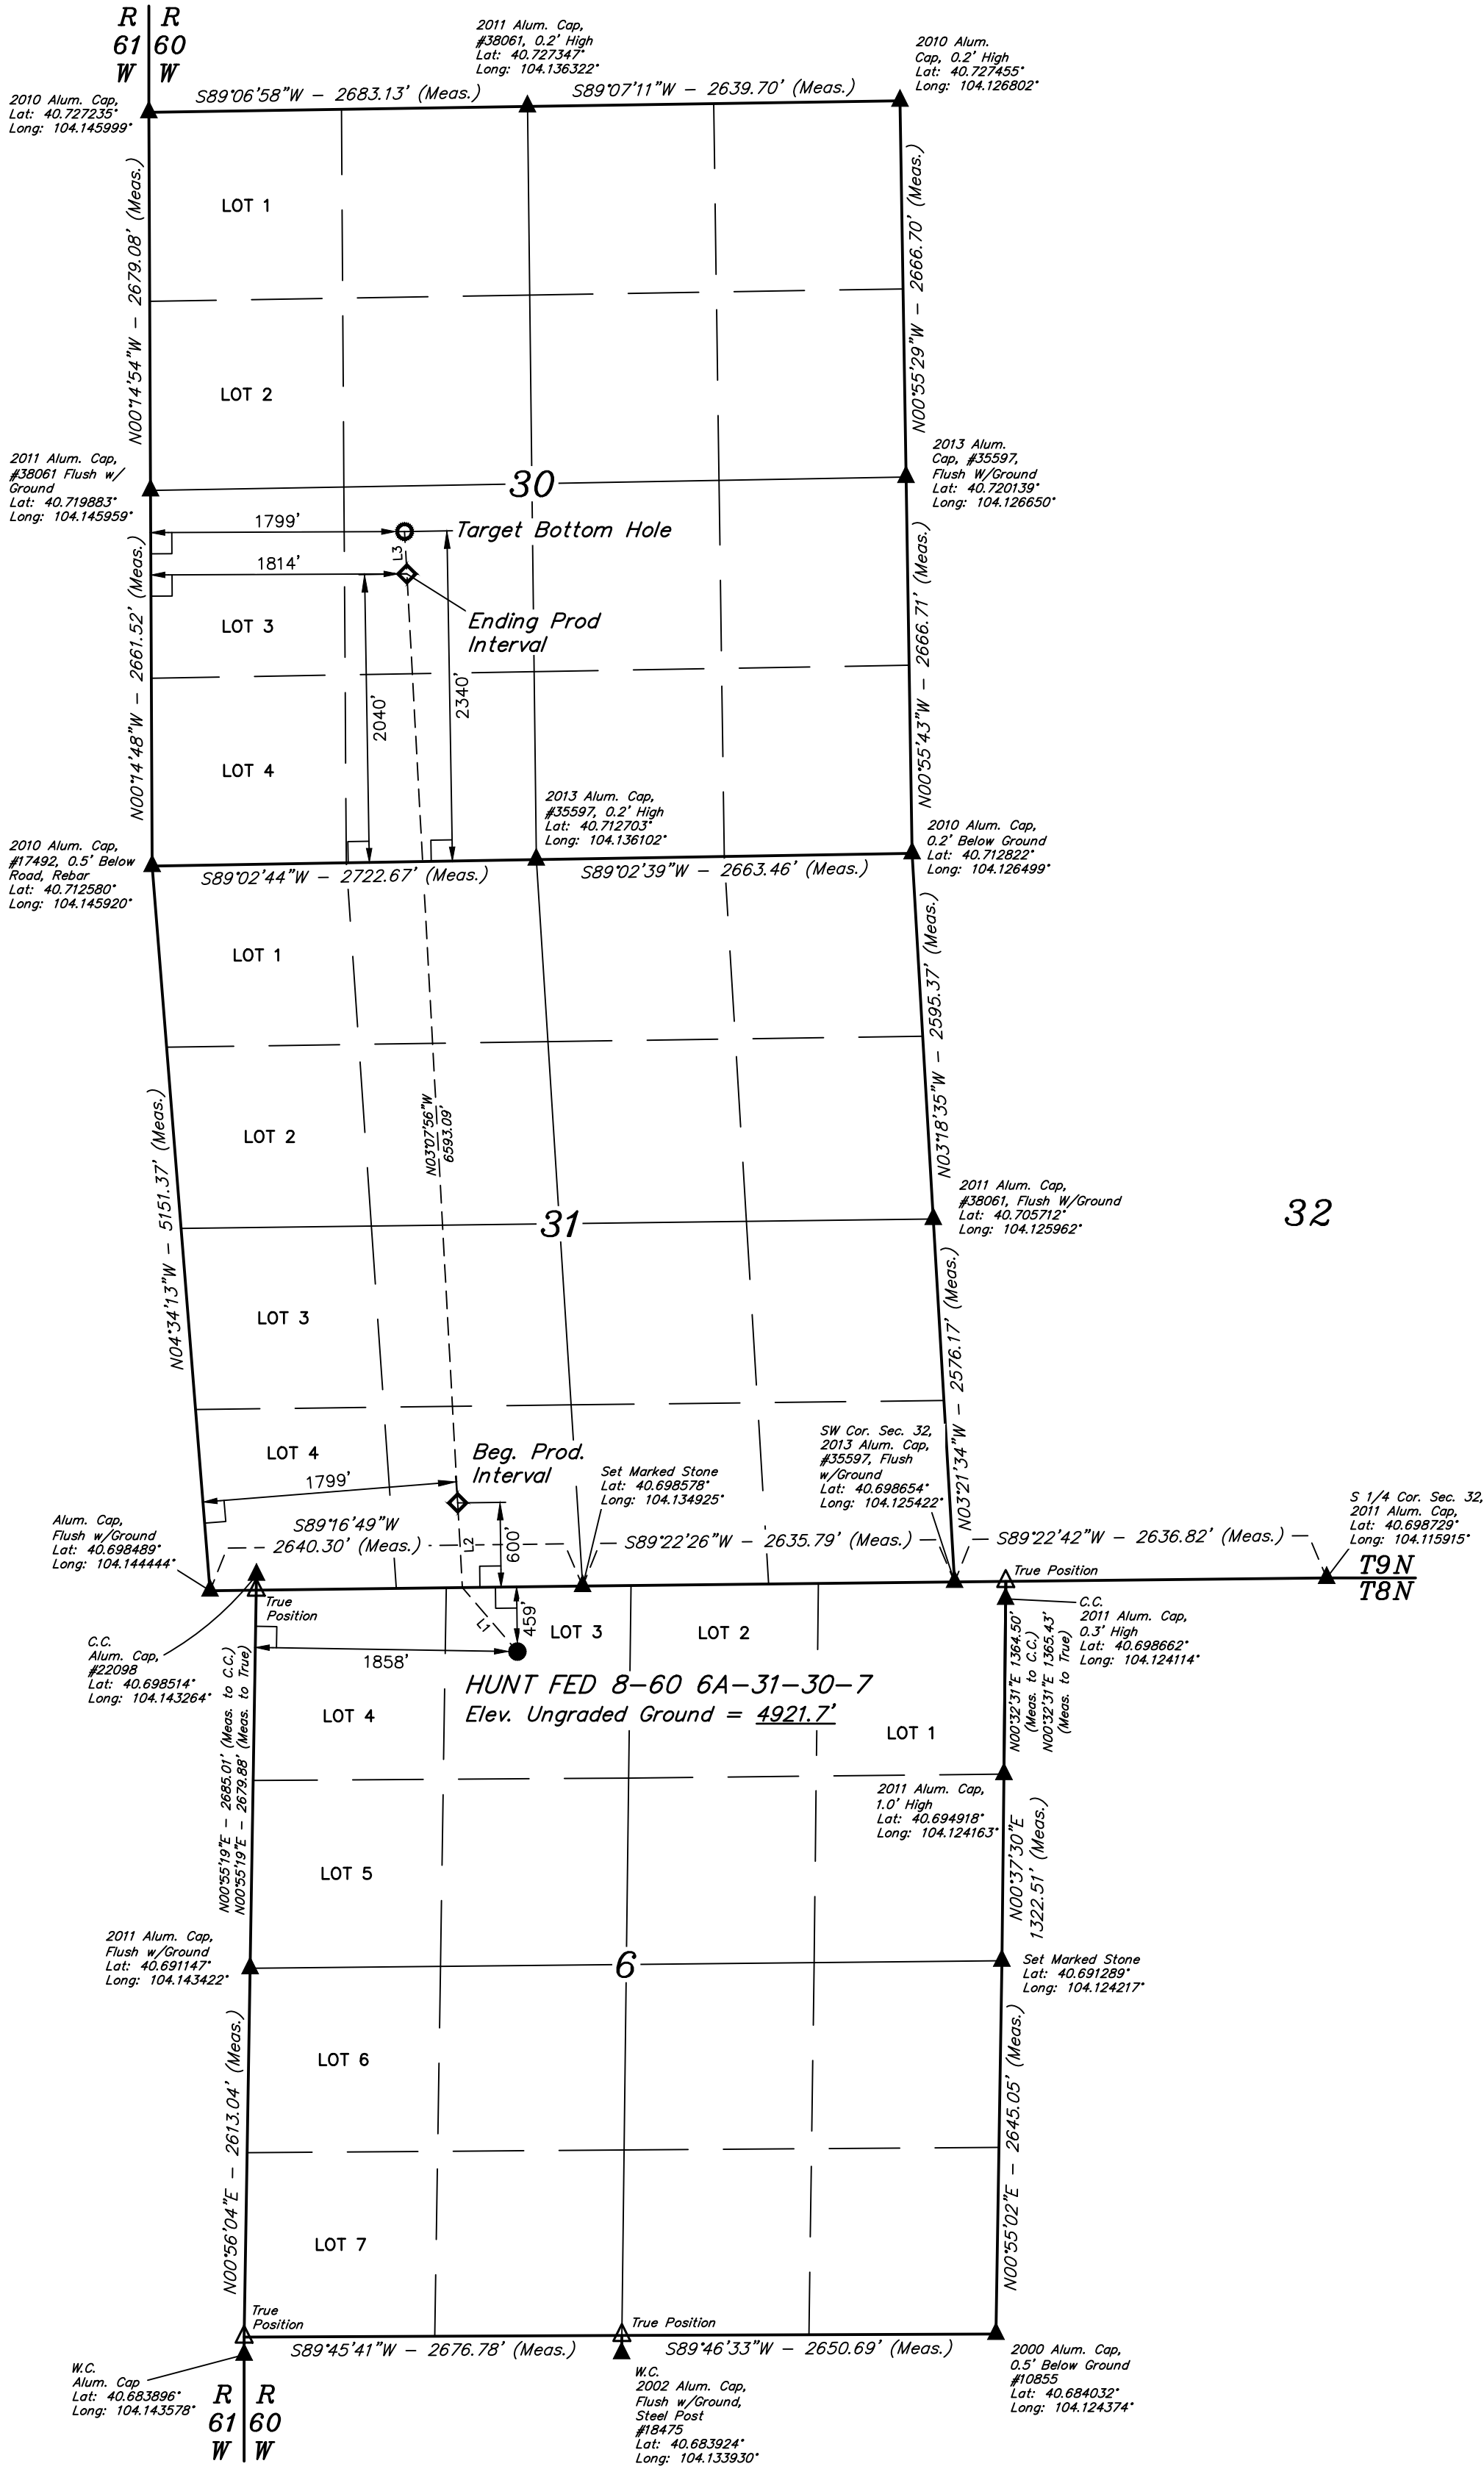 R R
61 60
W W
2011 Alum. Cap,
#38061, 0.2' High
Lat: 40.727347°
Long: 104.136322°
2010 Alum.
Cap, 0.2' High
Lat: 40.727455°
Long: 104.126802°
2010 Alum. Cap,
Lat: 40.727235°
Long: 104.145999°
S89°06'58"W - 2683.13' (Meas.)
S89°07'11"W - 2639.70' (Meas.)
N00°14'54"W - 2679.08' (Meas.)
N00°55'29"W - 2666.70' (Meas.)
LOT 1
LOT 2
2011 Alum. Cap,
#38061 Flush w/
Ground
Lat: 40.719883°
Long: 104.145959°
30
2013 Alum.
Cap, #35597,
Flush W/Ground
Lat: 40.720139°
Long: 104.126650°
1799'
Target Bottom Hole
L3
1814'
Ending Prod
Interval
LOT 3
N00°14'48"W - 2661.52' (Meas.)
N00°55'43"W - 2666.71' (Meas.)
2040'
2340'
LOT 4
2013 Alum. Cap,
#35597, 0.2' High
Lat: 40.712703°
Long: 104.136102°
2010 Alum. Cap,
#17492, 0.5' Below
Road, Rebar
Lat: 40.712580°
Long: 104.145920°
2010 Alum. Cap,
0.2' Below Ground
Lat: 40.712822°
Long: 104.126499°
S89°02'44"W - 2722.67' (Meas.)
S89°02'39"W - 2663.46' (Meas.)
LOT 1
N03°18'35"W - 2595.37' (Meas.)
LOT 2
N03°07'56"W
6593.09'
N04°34'13"W - 5151.37' (Meas.)
2011 Alum. Cap,
#38061, Flush W/Ground
Lat: 40.705712°
Long: 104.125962°
31
32
LOT 3
N03°21'34"W - 2576.17' (Meas.)
LOT 4
1799'
Beg. Prod.
Interval
Set Marked Stone
Lat: 40.698578°
Long: 104.134925°
SW Cor. Sec. 32,
2013 Alum. Cap,
#35597, Flush
w/Ground
Lat: 40.698654°
Long: 104.125422°
S 1/4 Cor. Sec. 32,
2011 Alum. Cap,
Lat: 40.698729°
Long: 104.115915°
Alum. Cap,
Flush w/Ground
Lat: 40.698489°
Long: 104.144444°
S89°16'49"W
2640.30' (Meas.)
L2
600'
S89°22'26"W - 2635.79' (Meas.)
S89°22'42"W - 2636.82' (Meas.)
T9N
T8N
True
Position
True Position
C.C.
Alum. Cap,
#22098
Lat: 40.698514°
Long: 104.143264°
L1
459'
1858'
LOT 3
LOT 2
C.C.
2011 Alum. Cap,
0.3' High
Lat: 40.698662°
Long: 104.124114°
HUNT FED 8-60 6A-31-30-7
Elev. Ungraded Ground = 4921.7'
LOT 4
LOT 1
N00°55'19"E - 2685.01' (Meas. to C.C.)
N00°55'19"E - 2679.88' (Meas. to True)
N00°32'31"E 1364.50'
(Meas. to C.C.)
N00°32'31"E 1365.43'
(Meas. to True)
2011 Alum. Cap,
1.0' High
Lat: 40.694918°
Long: 104.124163°
LOT 5
N00°37'30"E
1322.51' (Meas.)
2011 Alum. Cap,
Flush w/Ground
Lat: 40.691147°
Long: 104.143422°
6
Set Marked Stone
Lat: 40.691289°
Long: 104.124217°
LOT 6
N00°56'04"E - 2613.04' (Meas.)
N00°55'02"E - 2645.05' (Meas.)
LOT 7
True
Position
True Position
S89°45'41"W - 2676.78' (Meas.)
S89°46'33"W - 2650.69' (Meas.)
W.C.
Alum. Cap
Lat: 40.683896°
Long: 104.143578°
W.C.
2002 Alum. Cap,
Flush w/Ground,
Steel Post
#18475
Lat: 40.683924°
Long: 104.133930°
2000 Alum. Cap,
0.5' Below Ground
#10855
Lat: 40.684032°
Long: 104.124374°
R R
61 60
W W